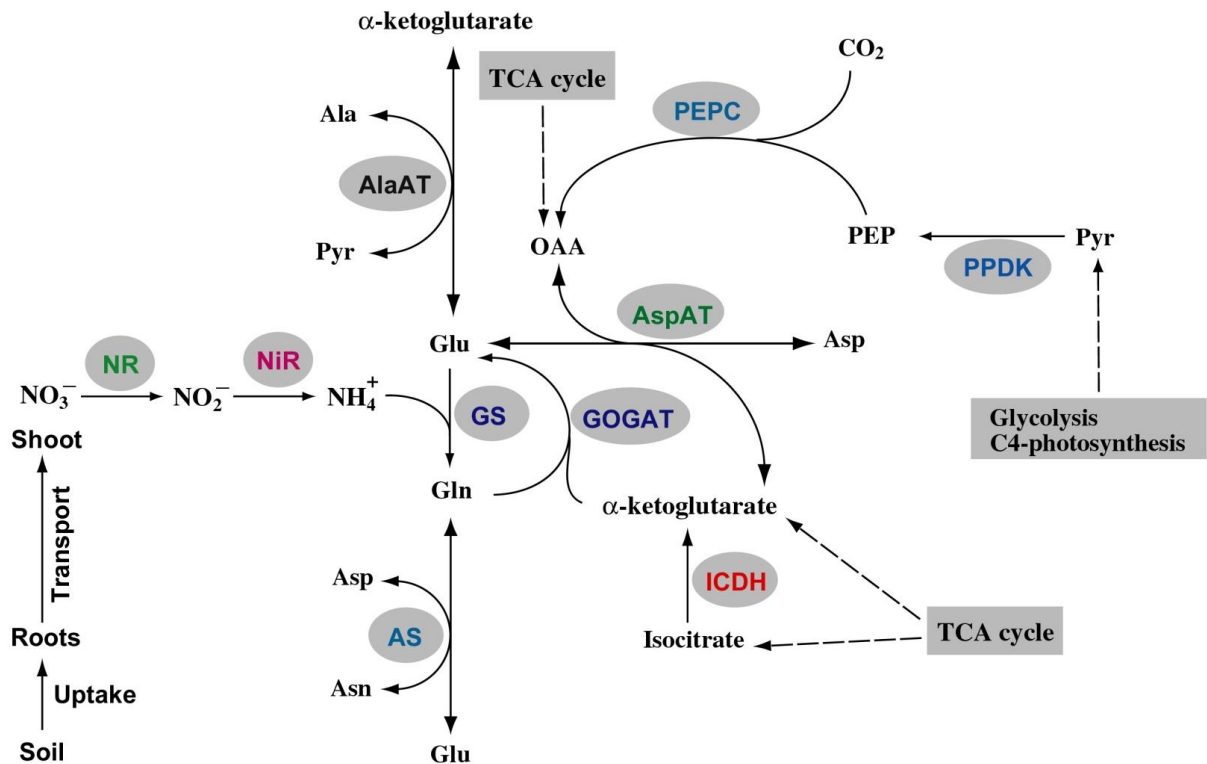 α-ketoglutarate
CO₂
TCA cycle
PEPC
Ala
AlaAT
Pyr
OAA
PEP
Pyr
PPDK
AspAT
Glu
Asp
NR
NiR
NO₃⁻
NO₂⁻
NH₄⁺
GS
GOGAT
Glycolysis
C4-photosynthesis
Shoot
Gln
α-ketoglutarate
Transport
Asp
ICDH
AS
Roots
Isocitrate
TCA cycle
Asn
Uptake
Soil
Glu